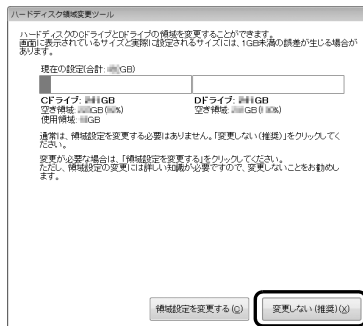 ハードディスク領域変更ツール
ハードディスクのCドライブとDドライブの領域を変更することができます。
画面に表示されているサイズと実際に設定されるサイズには、1GB未満の誤差が生じる場合が
あります。
現在の設定(合計: GB)
Cドライブ: GB
空き領域: GB( %)
使用領域: GB
Dドライブ: GB
空き領域: GB( %)
通常は、領域設定を変更する必要はありません。「変更しない(推奨)」をクリックしてく
ださい。
変更が必要な場合は、「領域設定を変更する」をクリックしてください。
ただし、領域設定の変更には詳しい知識が必要ですので、変更しないことをお勧めし
ます。
領域設定を変更する(C)
変更しない(推奨)(X)